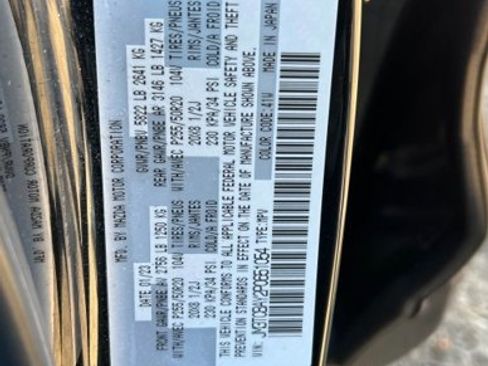 MFD. BY MAZDA MOTOR CORPORATION
DATE: 01/23 GVWR/PNBV 5822 LB 2641 KG
FRONT GAWR/PNBE AV 2756 LB 1250 KG REAR GAWR/PNBE AR 3146 LB 1427 KG
WITH/AVEC P255/50R20 104V TIRES/PNEUS WITH/AVEC P255/50R20 104V TIRES/PNEUS
20X8 1/2J RIMS/JANTES 20X8 1/2J RIMS/JANTES
230 KPA/34 PSI COLD/A FROID 230 KPA/34 PSI COLD/A FROID
THIS VEHICLE CONFORMS TO ALL APPLICABLE FEDERAL MOTOR VEHICLE SAFETY AND THEFT
PREVENTION STANDARDS IN EFFECT ON THE DATE OF MANUFACTURE SHOWN ABOVE.
VIN: TYPE:MPV COLOR CODE:41V MADE IN JAPAN